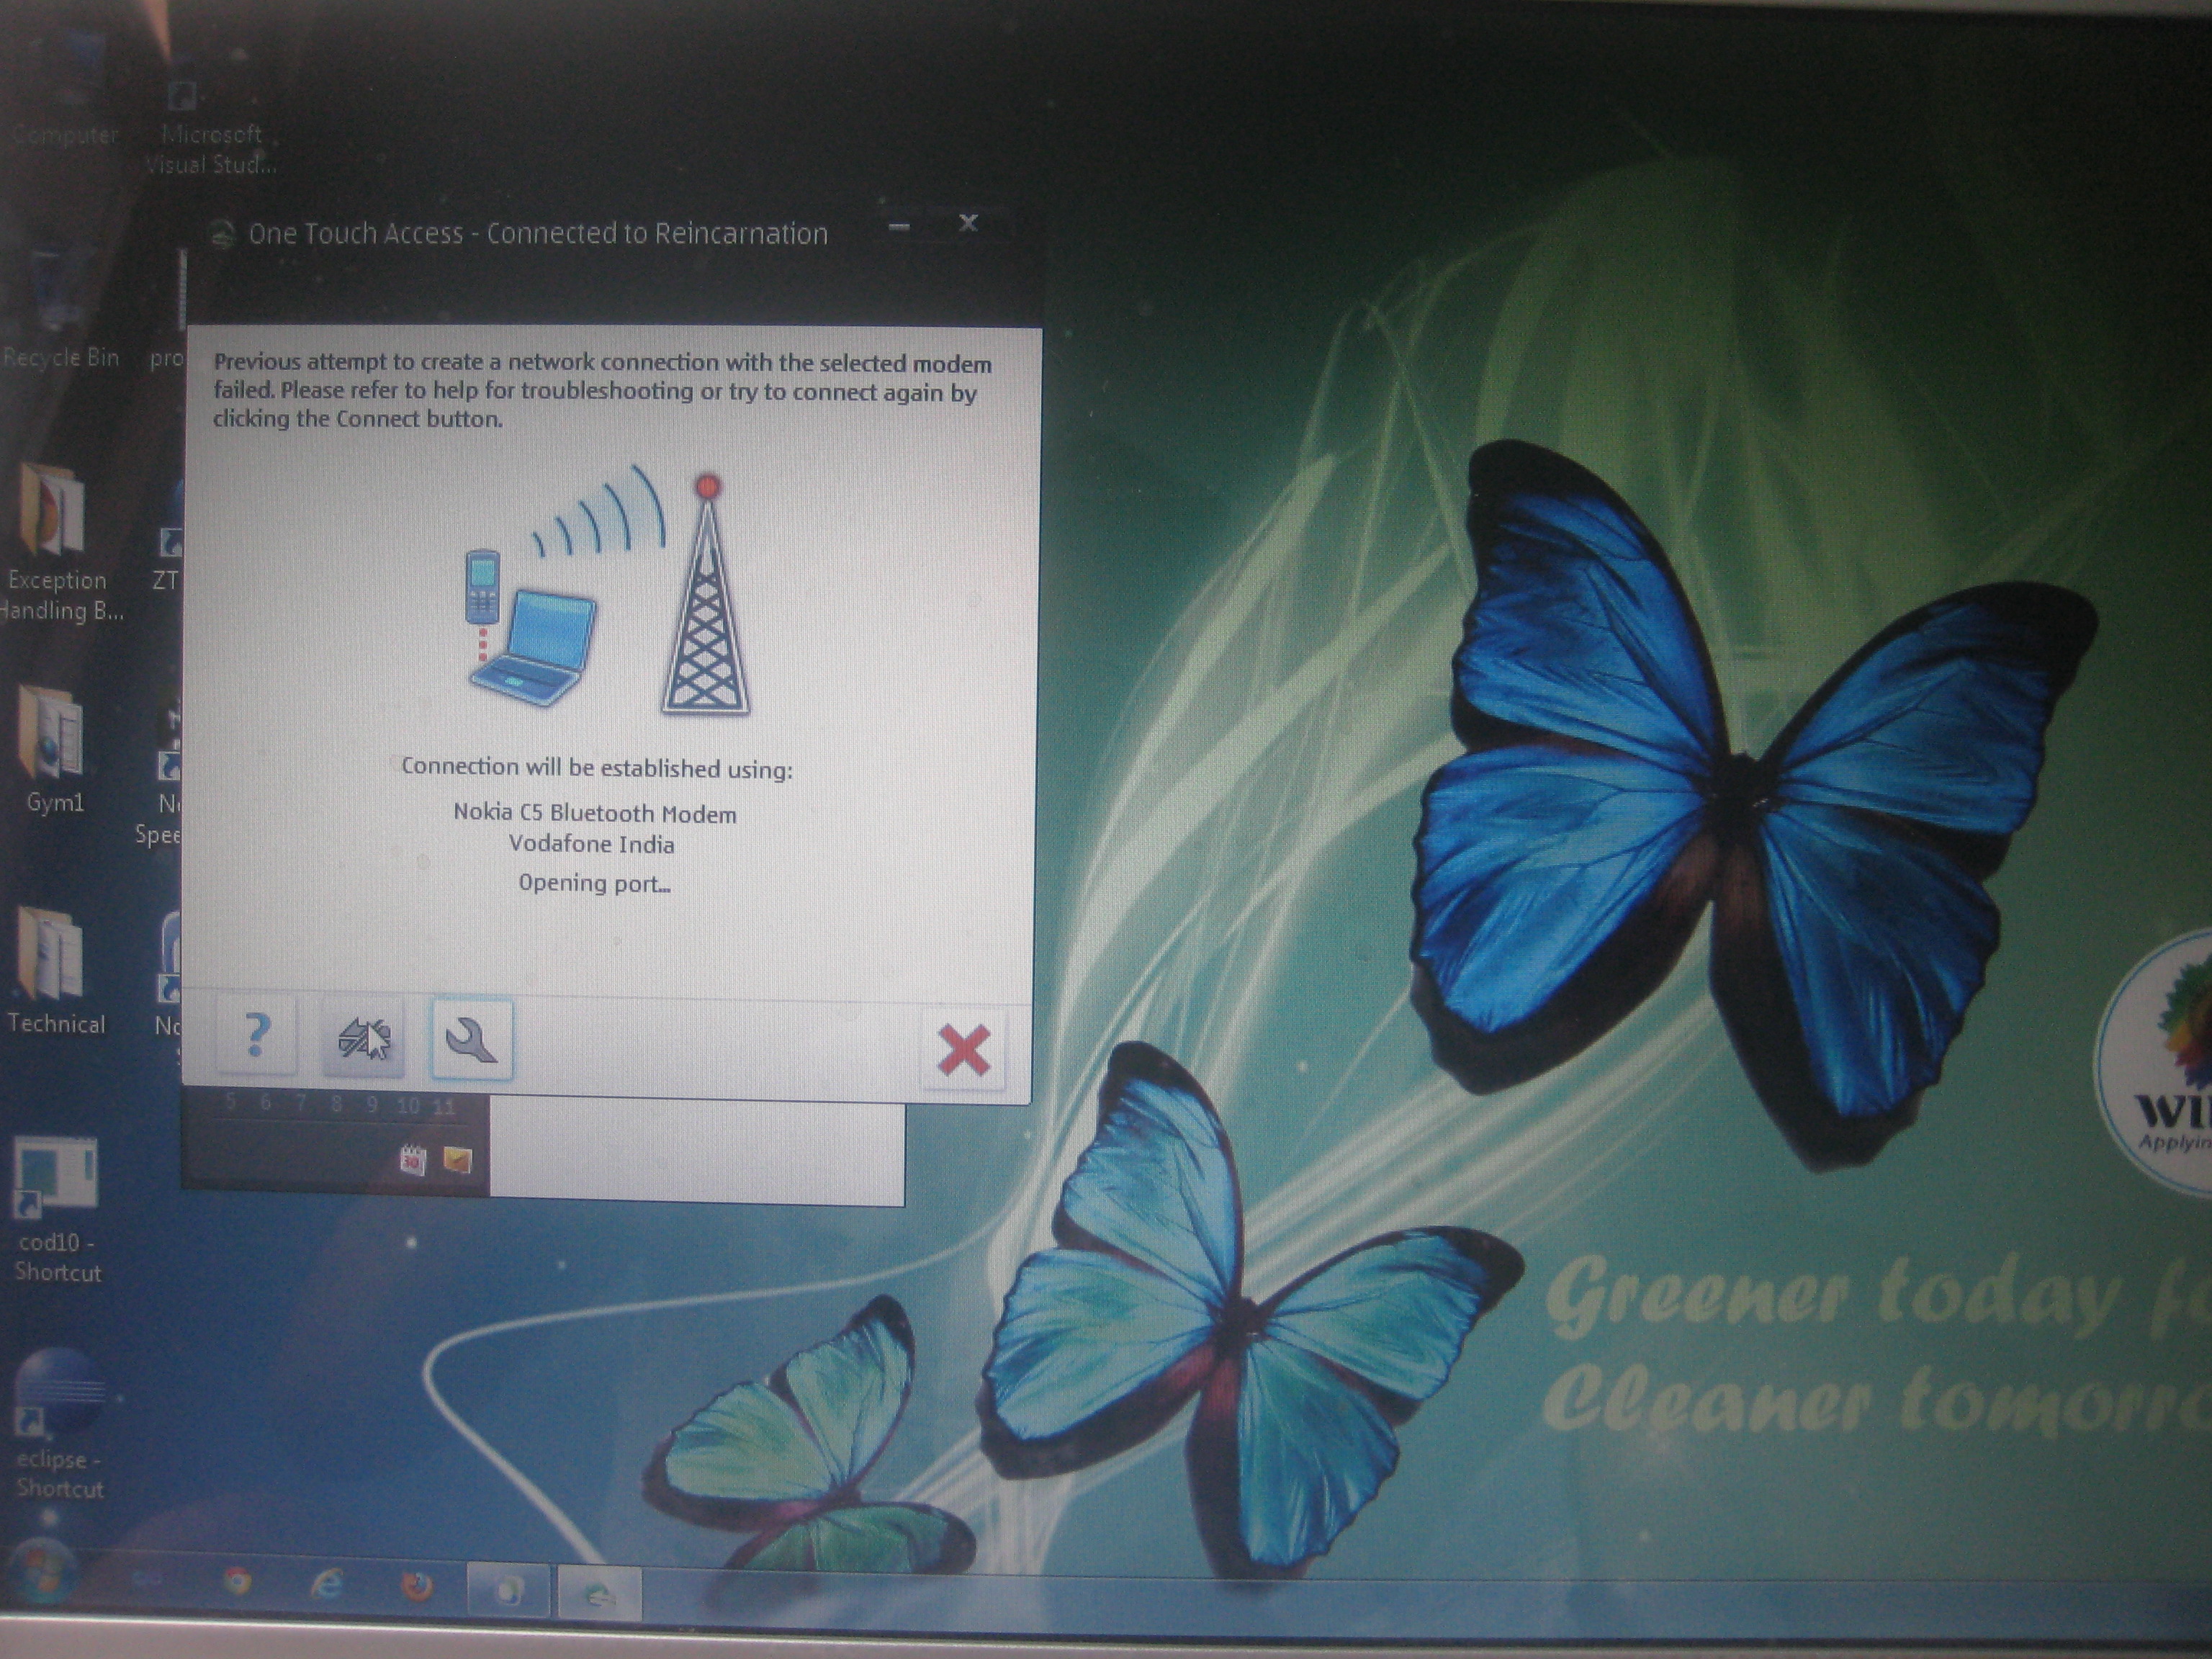 Computer
Microsoft
Visual Stud...
One Touch Access - Connected to Reincarnation
Recycle Bin
pro
Previous attempt to create a network connection with the selected modem
failed. Please refer to help for troubleshooting or try to connect again by
clicking the Connect button.
Exception
Handling B...
ZT
Gym1
Spee
Technical
Connection will be established using:
Nokia C5 Bluetooth Modem
Vodafone India
Opening port...
?
5 6 7 8 9 10 11
30
cod10 -
Shortcut
eclipse -
Shortcut
WI
Applyin
Greener today f
Cleaner tomorr